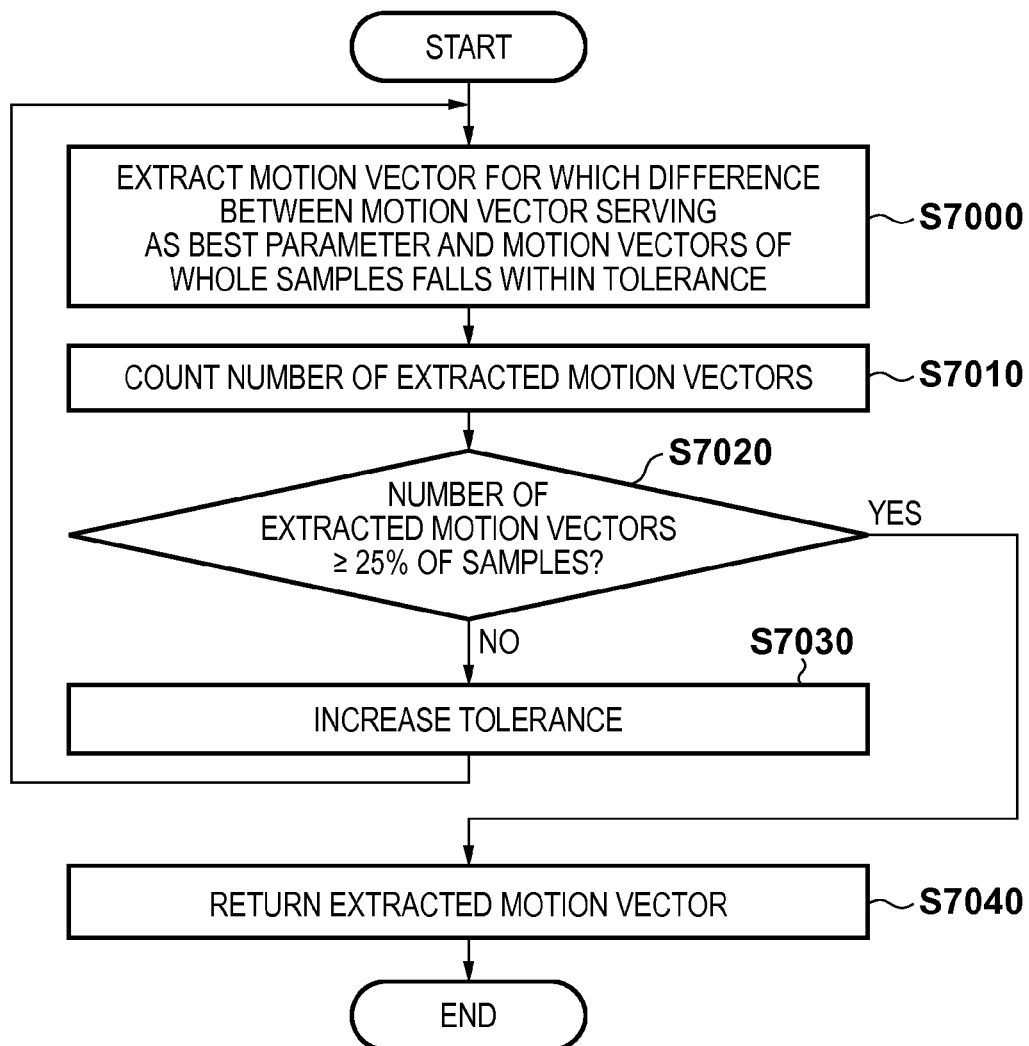 START
EXTRACT MOTION VECTOR FOR WHICH DIFFERENCE
BETWEEN MOTION VECTOR SERVING
AS BEST PARAMETER AND MOTION VECTORS OF
WHOLE SAMPLES FALLS WITHIN TOLERANCE
S7000
COUNT NUMBER OF EXTRACTED MOTION VECTORS
S7010
S7020
NUMBER OF
EXTRACTED MOTION VECTORS
≥ 25% OF SAMPLES?
YES
NO
S7030
INCREASE TOLERANCE
RETURN EXTRACTED MOTION VECTOR
S7040
END